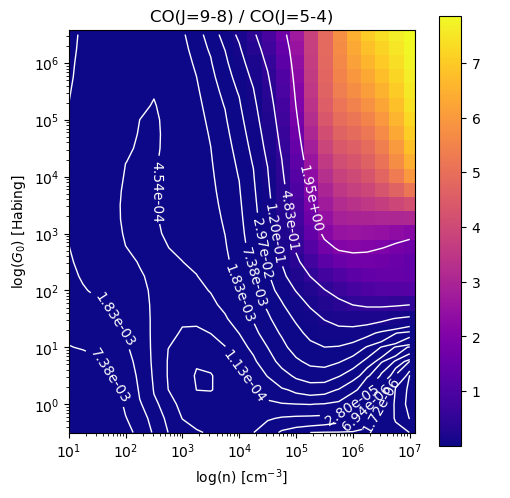 CO(J=9-8) / CO(J=5-4)
log(G₀) [Habing]
10⁶
10⁵
10⁴
10³
10²
10¹
10⁰
10¹ 10² 10³ 10⁴ 10⁵ 10⁶ 10⁷
log(n) [cm⁻³]
4.54e-04
1.95e+00
4.83e-01
1.20e-01
2.97e-02
7.38e-03
1.83e-03
1.83e-03
7.38e-03
1.13e-04
2.80e-05
6.94e-06
1.72e-06
7
6
5
4
3
2
1